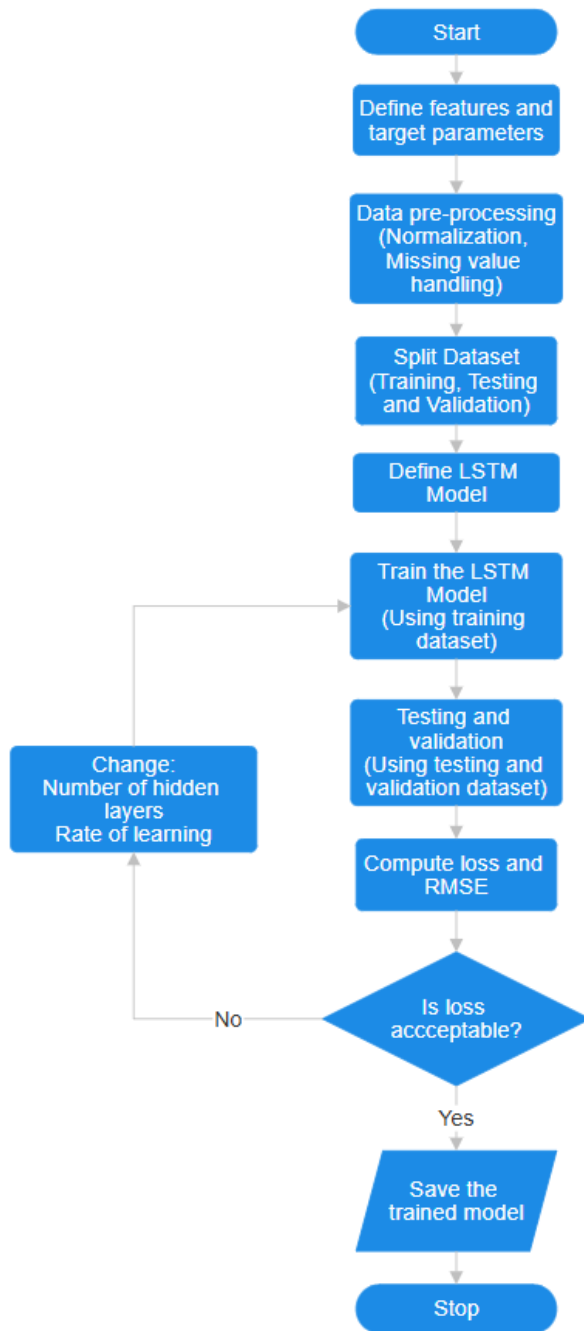 Start
Define features and
target parameters
Data pre-processing
(Normalization,
Missing value
handling)
Split Dataset
(Training, Testing
and Validation)
Define LSTM
Model
Train the LSTM
Model
(Using training
dataset)
Testing and
validation
(Using testing and
validation dataset)
Change:
Number of hidden
layers
Rate of learning
Compute loss and
RMSE
Is loss
accceptable?
No
Yes
Save the
trained model
Stop